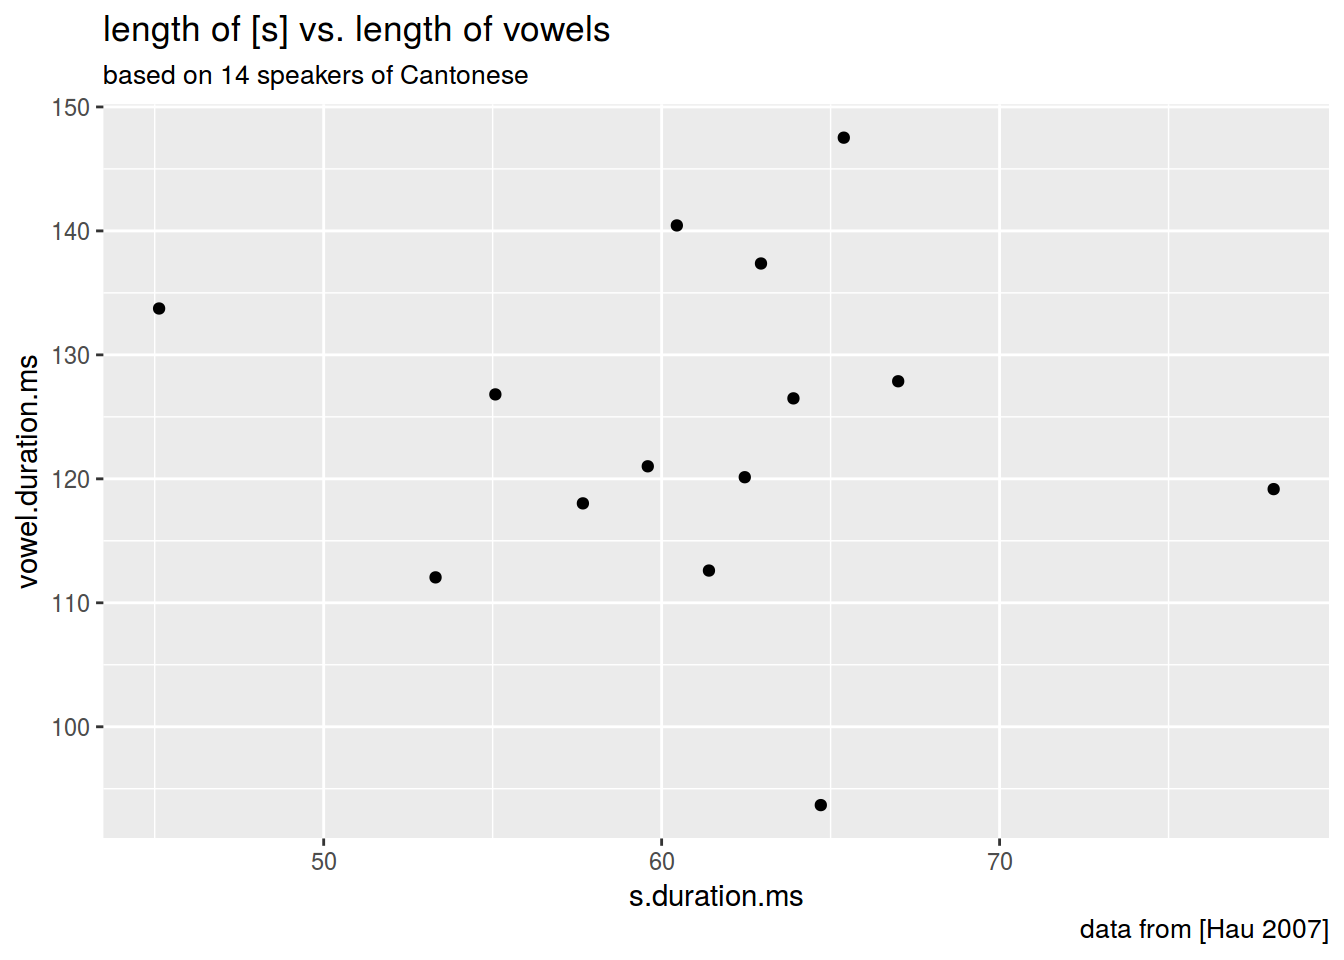 length of [s] vs. length of vowels
based on 14 speakers of Cantonese
150
140
130
120
110
100
vowel.duration.ms
50 60 70
s.duration.ms
data from [Hau 2007]